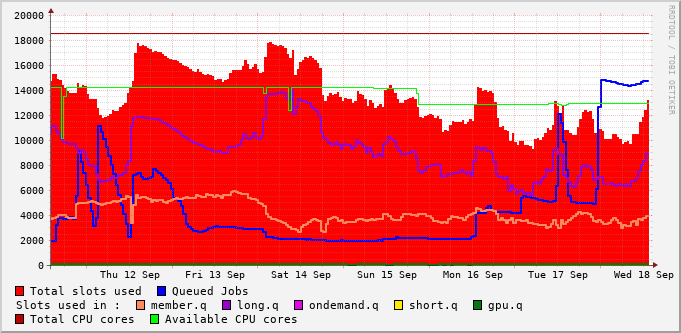 RRDTOOL / TOBI OETIKER
20000
18000
16000
14000
12000
10000
8000
6000
4000
2000
0
Thu 12 Sep Fri 13 Sep Sat 14 Sep Sun 15 Sep Mon 16 Sep Tue 17 Sep Wed 18 Sep
Total slots used Queued Jobs
Slots used in : member.q long.q ondemand.q short.q gpu.q
Total CPU cores Available CPU cores